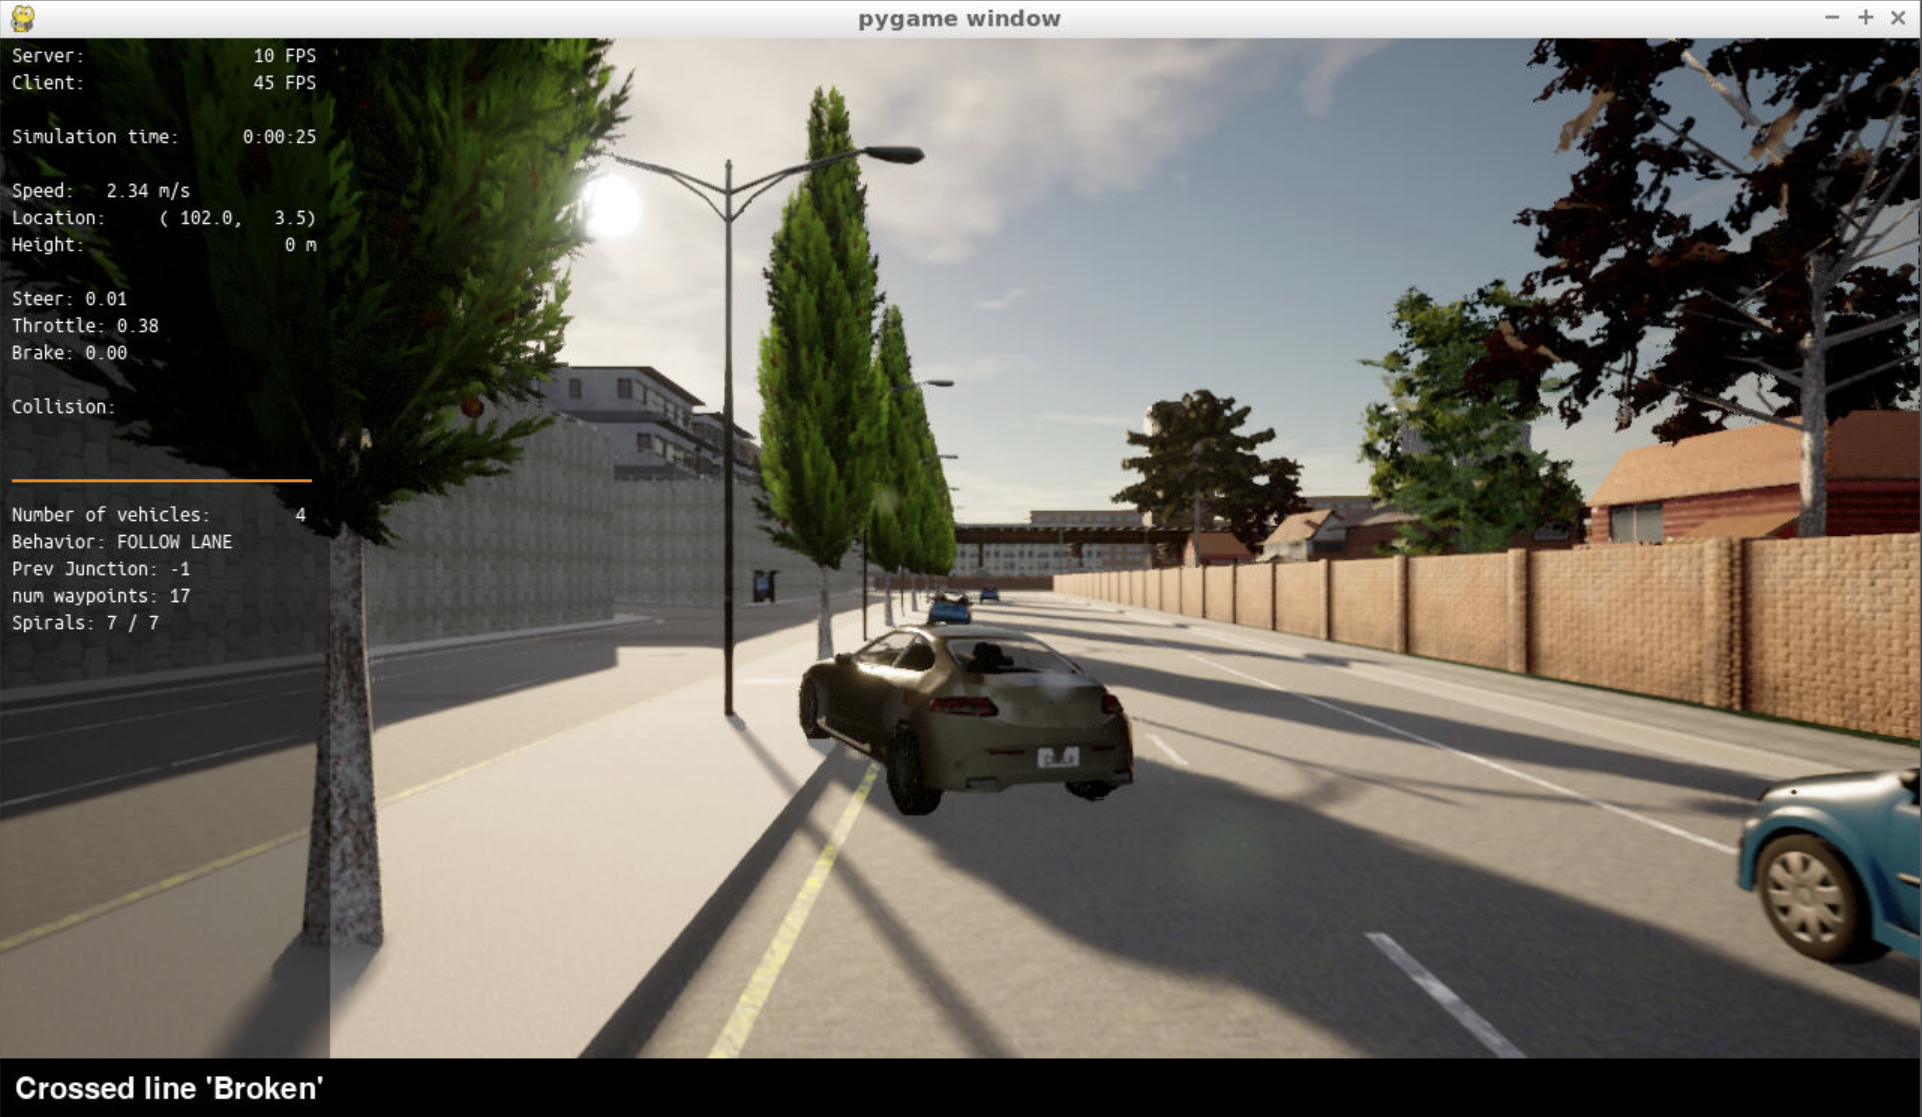 pygame window
Server: 10 FPS
Client: 45 FPS
Simulation time: 0:00:25
Speed: 2.34 m/s
Location: ( 102.0, 3.5)
Height: 0 m
Steer: 0.01
Throttle: 0.38
Brake: 0.00
Collision:
Number of vehicles: 4
Behavior: FOLLOW LANE
Prev Junction: -1
num waypoints: 17
Spirals: 7 / 7
Crossed line 'Broken'